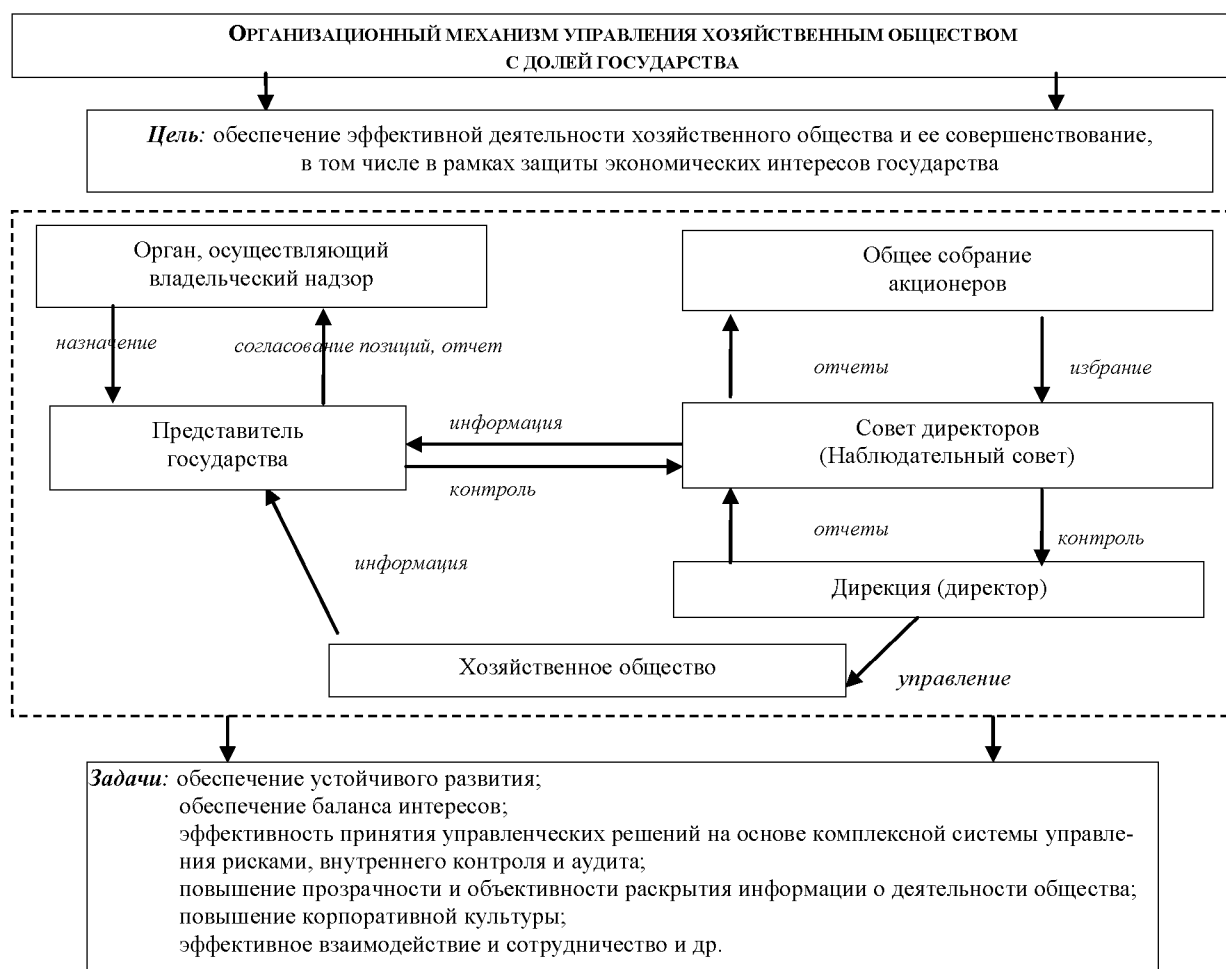 ОРГАНИЗАЦИОННЫЙ МЕХАНИЗМ УПРАВЛЕНИЯ ХОЗЯЙСТВЕННЫМ ОБЩЕСТВОМ
С ДОЛЕЙ ГОСУДАРСТВА
Цель: обеспечение эффективной деятельности хозяйственного общества и ее совершенствование,
в том числе в рамках защиты экономических интересов государства
Орган, осуществляющий
владельческий надзор
Общее собрание
акционеров
назначение
согласование позиций, отчет
отчеты
избрание
Представитель
государства
информация
контроль
Совет директоров
(Наблюдательный совет)
информация
отчеты
контроль
Дирекция (директор)
Хозяйственное общество
управление
Задачи: обеспечение устойчивого развития;
обеспечение баланса интересов;
эффективность принятия управленческих решений на основе комплексной системы управле-
ния рисками, внутреннего контроля и аудита;
повышение прозрачности и объективности раскрытия информации о деятельности общества;
повышение корпоративной культуры;
эффективное взаимодействие и сотрудничество и др.